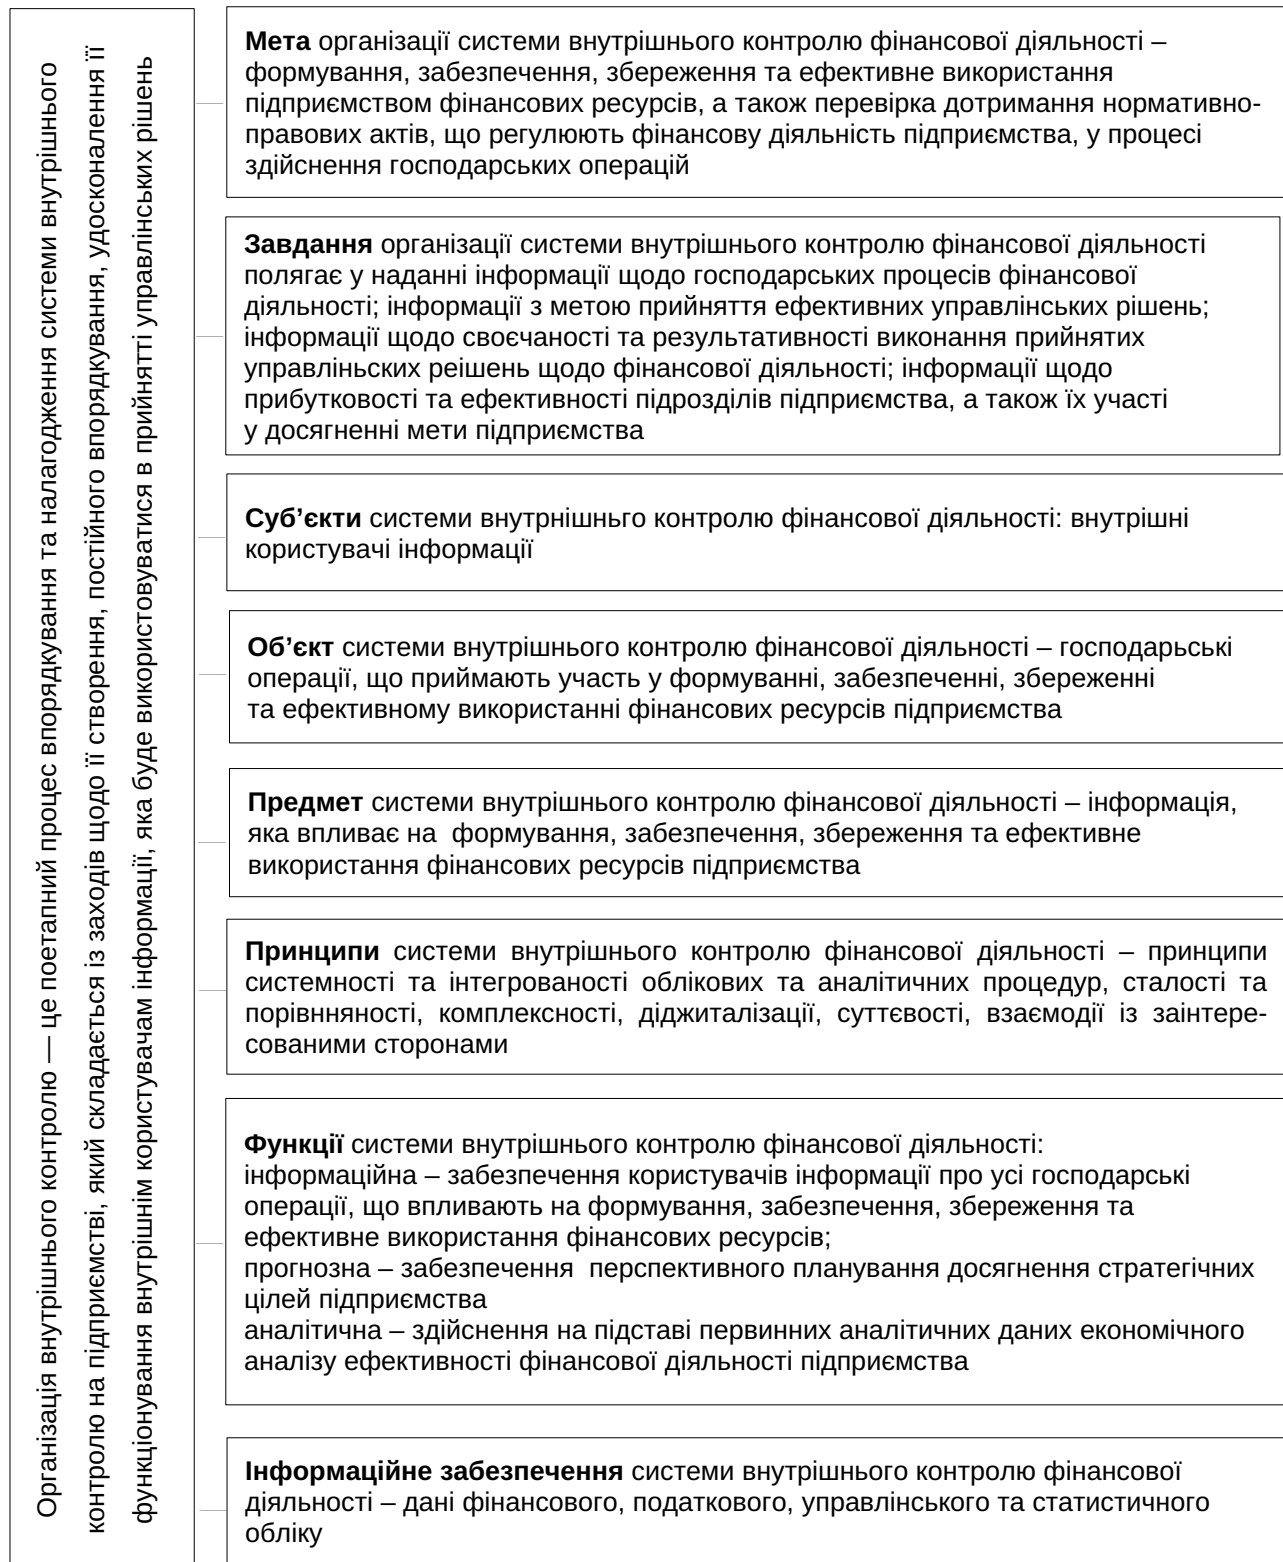 Організація внутрішнього контролю — це поетапний процес впорядкування та налагодження системи внутрішнього
контролю на підприємстві, який складається із заходів щодо її створення, постійного впорядкування, удосконалення її
функціонування внутрішнім користувачам інформації, яка буде використовуватися в прийнятті управлінських рішень
Мета організації системи внутрішнього контролю фінансової діяльності –
формування, забезпечення, збереження та ефективне використання
підприємством фінансових ресурсів, а також перевірка дотримання нормативно-
правових актів, що регулюють фінансову діяльність підприємства, у процесі
здійснення господарських операцій
Завдання організації системи внутрішнього контролю фінансової діяльності
полягає у наданні інформації щодо господарських процесів фінансової
діяльності; інформації з метою прийняття ефективних управлінських рішень;
інформації щодо своєчаності та результативності виконання прийнятих
управліньских реішень щодо фінансової діяльності; інформації щодо
прибутковості та ефективності підрозділів підприємства, а також їх участі
у досягненні мети підприємства
Суб’єкти системи внутрнішньго контролю фінансової діяльності: внутрішні
користувачі інформації
Об’єкт системи внутрішнього контролю фінансової діяльності – господарьські
операції, що приймають участь у формуванні, забезпеченні, збереженні
та ефективному використанні фінансових ресурсів підприємства
Предмет системи внутрішнього контролю фінансової діяльності – інформація,
яка впливає на формування, забезпечення, збереження та ефективне
використання фінансових ресурсів підприємства
Принципи системи внутрішнього контролю фінансової діяльності – принципи
системності та інтегрованості облікових та аналітичних процедур, сталості та
порівнняності, комплексності, діджиталізації, суттєвості, взаємодії із заінтере-
сованими сторонами
Функції системи внутрішнього контролю фінансової діяльності:
інформаційна – забезпечення користувачів інформації про усі господарські
операції, що впливають на формування, забезпечення, збереження та
ефективне використання фінансових ресурсів;
прогнозна – забезпечення перспективного планування досягнення стратегічних
цілей підприємства
аналітична – здійснення на підставі первинних аналітичних даних економічного
аналізу ефективності фінансової діяльності підприємства
Інформаційне забезпечення системи внутрішнього контролю фінансової
діяльності – дані фінансового, податкового, управлінського та статистичного
обліку